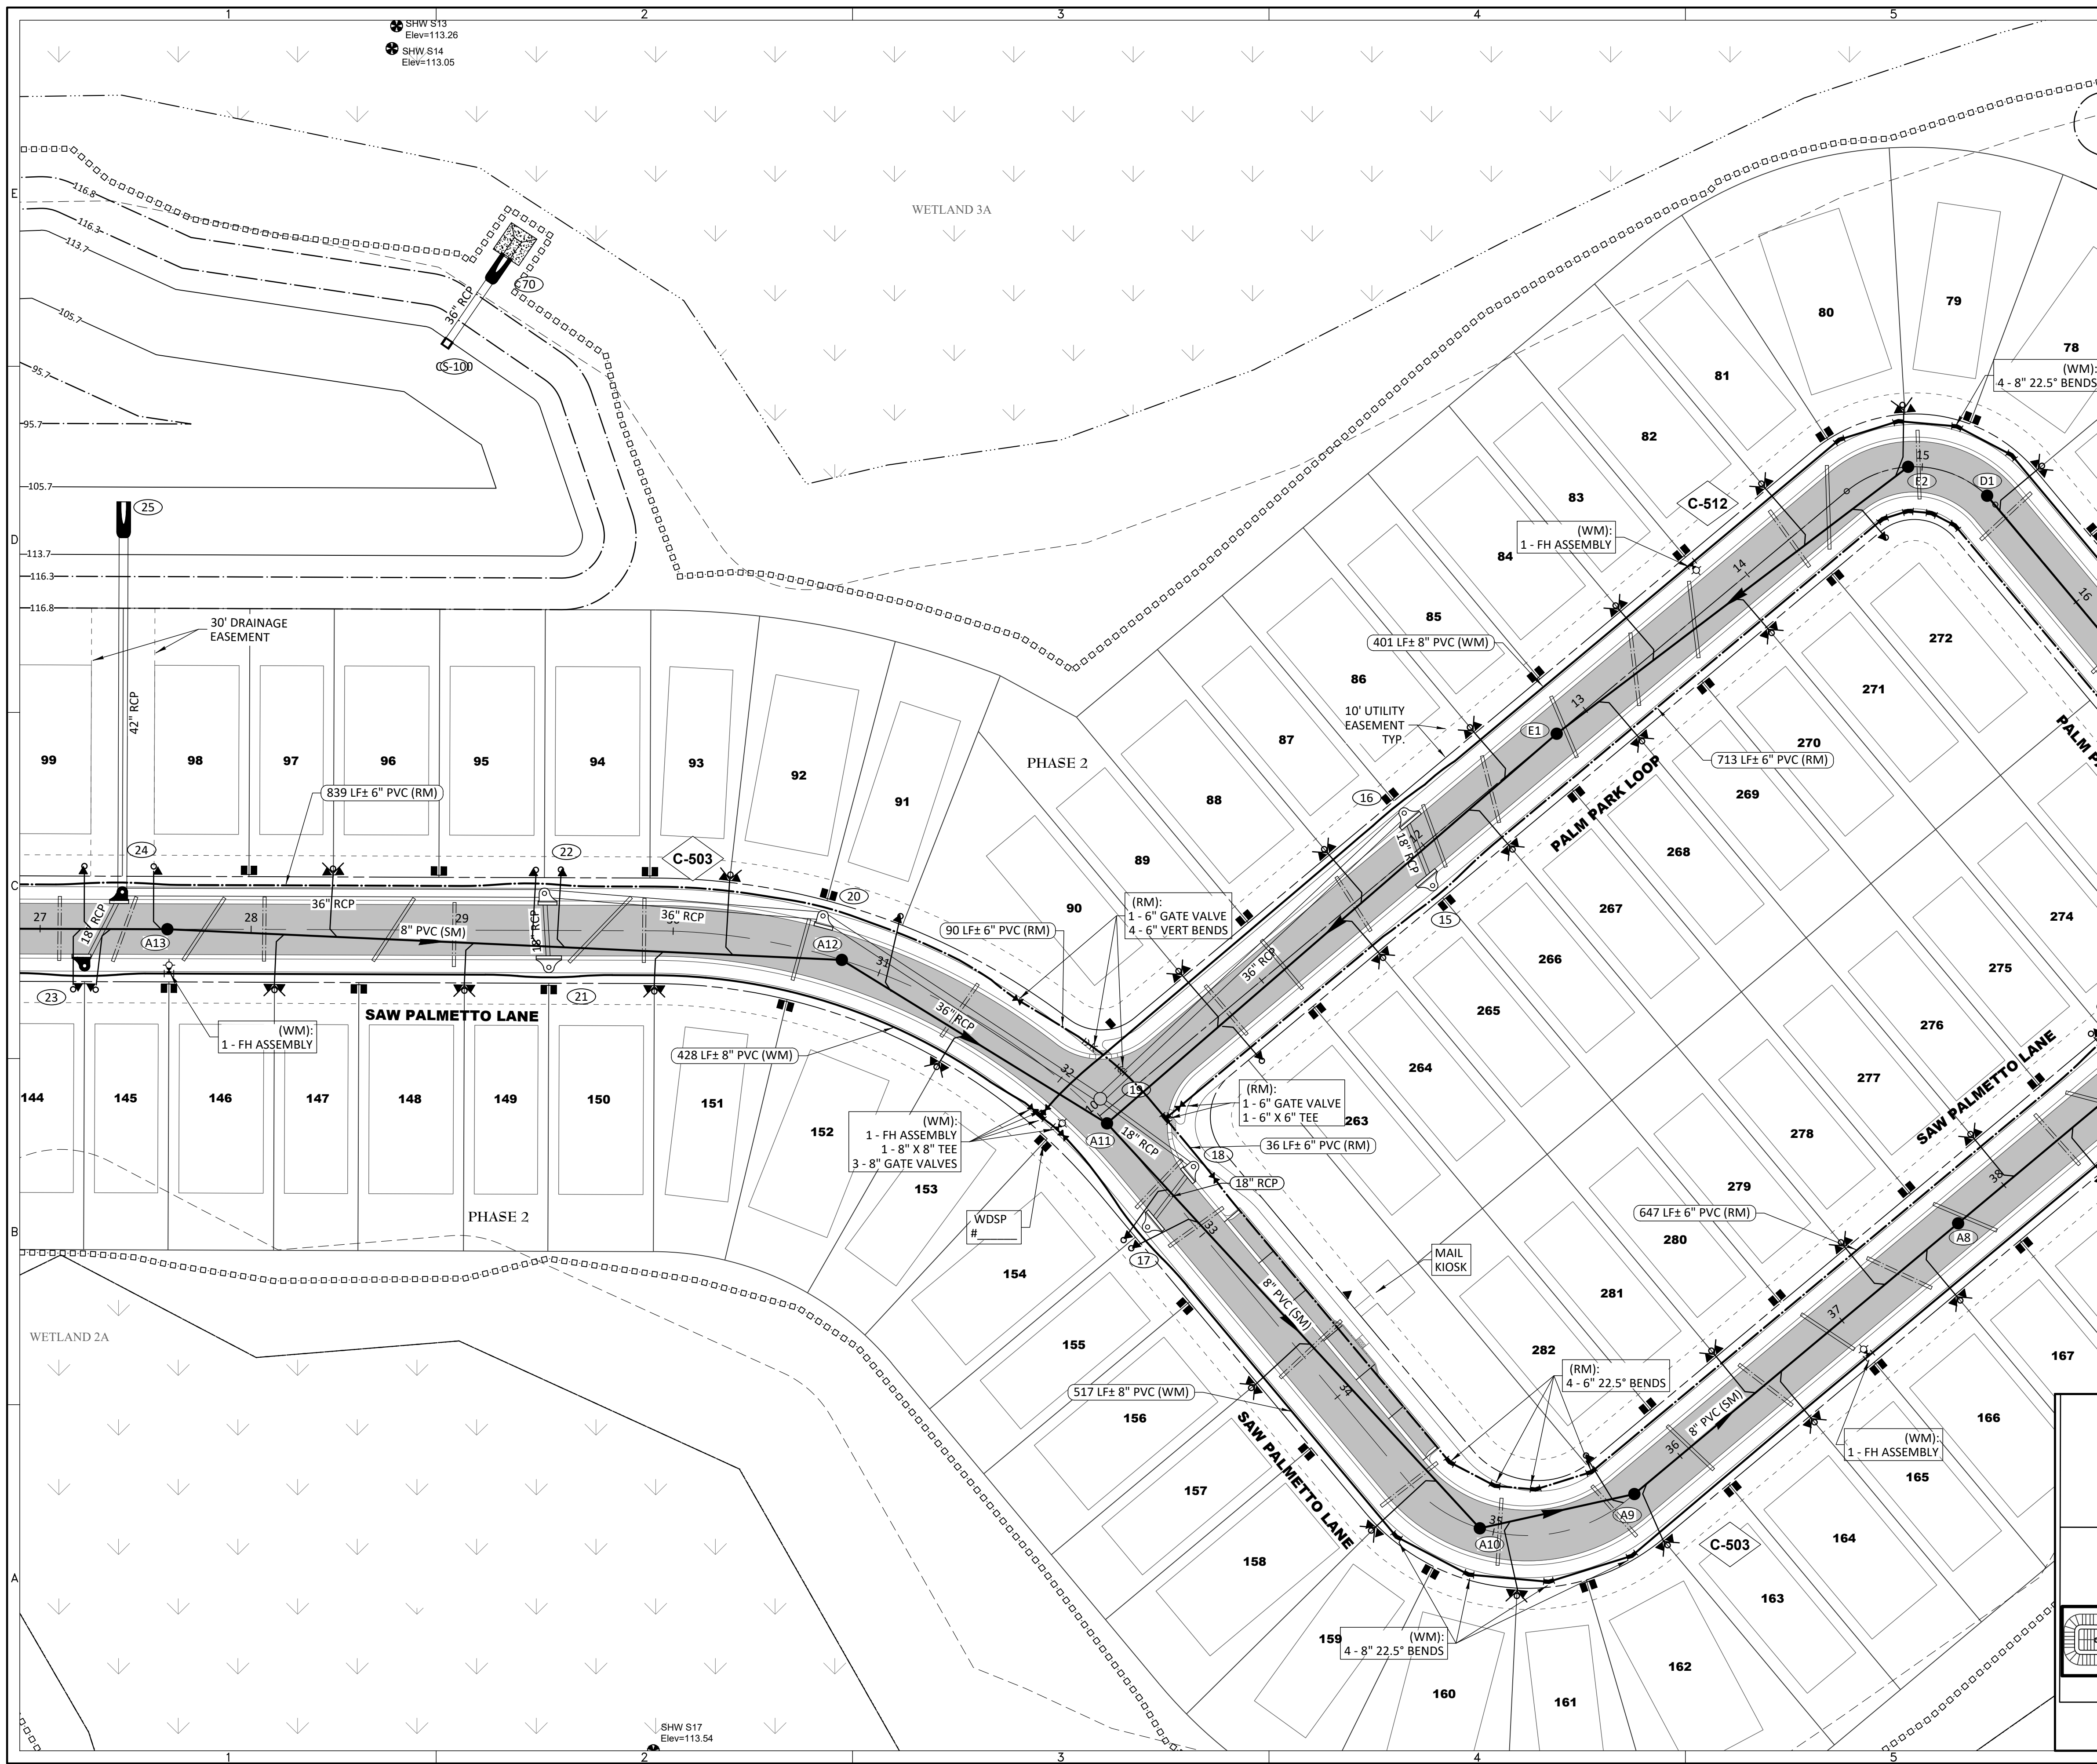 1
2
3
4
5
SHW S13
Elev=113.26
SHW S14
Elev=113.05
E
116.8
116.3
113.7
105.7
95.7
95.7
105.7
113.7
116.3
116.8
36" RCP
C70
CS-100
WETLAND 3A
25
D
30' DRAINAGE
EASEMENT
42" RCP
80
79
78
(WM):
4 - 8" 22.5° BENDS
81
82
83
84
(WM):
1 - FH ASSEMBLY
C-512
15
E2
D1
14
16
85
401 LF± 8" PVC (WM)
86
10' UTILITY
EASEMENT
TYP.
87
E1
13
272
271
270
713 LF± 6" PVC (RM)
PALM PARK LOOP
269
268
267
266
265
264
263
274
275
276
277
278
279
280
281
282
99
98
97
96
95
94
93
92
91
PHASE 2
88
89
90
16
12
18" RCP
15
839 LF± 6" PVC (RM)
24
22
C-503
20
C
27
28
29
30
31
18" RCP
36" RCP
36" RCP
18" RCP
A13
8" PVC (SM)
A12
90 LF± 6" PVC (RM)
(RM):
1 - 6" GATE VALVE
4 - 6" VERT BENDS
36" RCP
36" RCP
23
21
SAW PALMETTO LANE
(WM):
1 - FH ASSEMBLY
428 LF± 8" PVC (WM)
32
10
19
A11
18" RCP
(RM):
1 - 6" GATE VALVE
1 - 6" X 6" TEE
36 LF± 6" PVC (RM)
18
18" RCP
144
145
146
147
148
149
150
151
152
(WM):
1 - FH ASSEMBLY
1 - 8" X 8" TEE
3 - 8" GATE VALVES
153
WDSP
#______
154
33
17
MAIL
KIOSK
SAW PALMETTO LANE
647 LF± 6" PVC (RM)
38
A8
B
PHASE 2
WETLAND 2A
155
156
157
158
159
160
161
162
163
164
165
166
167
8" PVC (SM)
34
517 LF± 8" PVC (WM)
SAW PALMETTO LANE
(RM):
4 - 6" 22.5° BENDS
37
36
8" PVC (SM)
(WM):
1 - FH ASSEMBLY
35
A10
A9
C-503
A
(WM):
4 - 8" 22.5° BENDS
SHW S17
Elev=113.54
1
2
3
4
5